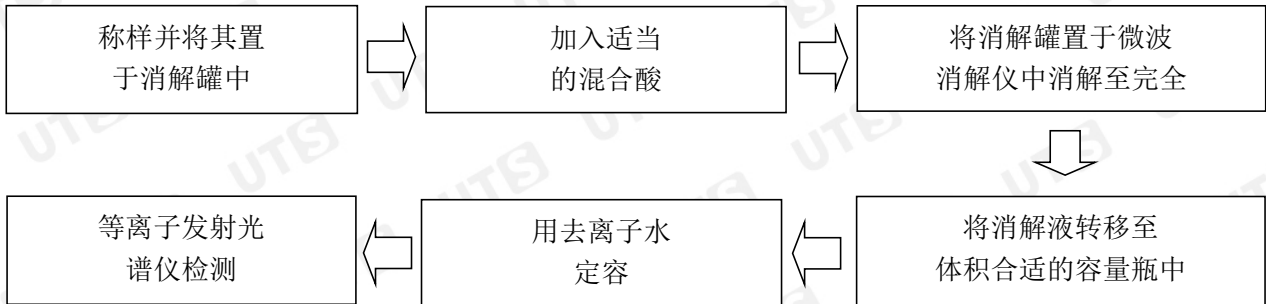 称样并将其置
于消解罐中
加入适当
的混合酸
将消解罐置于微波
消解仪中消解至完全
将消解液转移至
体积合适的容量瓶中
用去离子水
定容
等离子发射光
谱仪检测